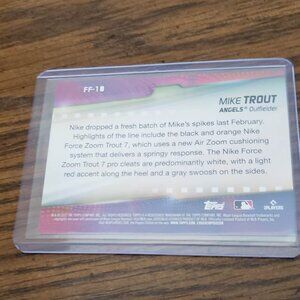 FF-18
MIKE TROUT
ANGELS® Outfielder
Nike dropped a fresh batch of Mike's spikes last February.
Highlights of the line include the black and orange Nike
Force Zoom Trout 7, which uses a new Air Zoom cushioning
system that delivers a springy response. The Nike Force
Zoom Trout 7 pro cleats are predominantly white, with a light
red accent along the heel and a gray swoosh on the sides.
Topps
PLAYERS